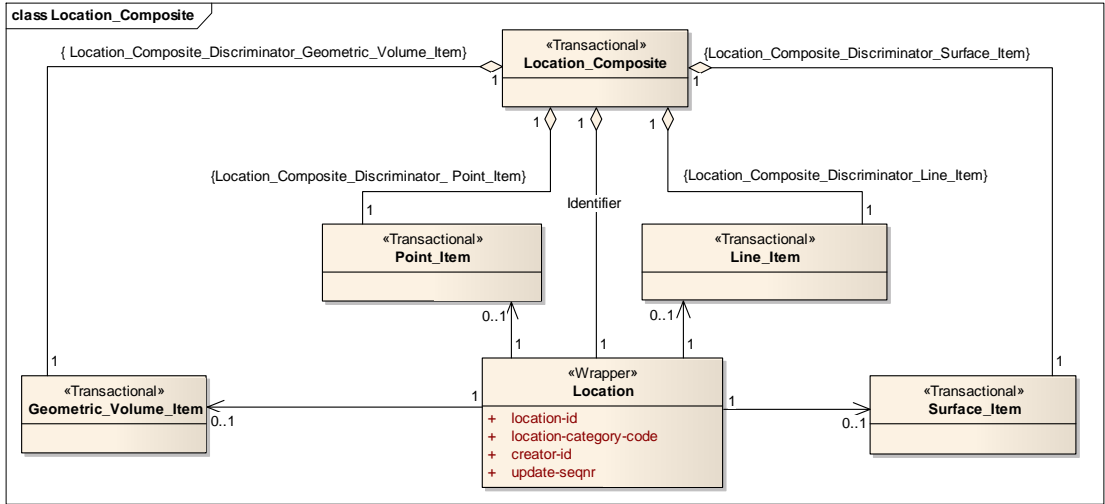 class Location_Composite
{ Location_Composite_Discriminator_Geometric_Volume_Item}
«Transactional»
Location_Composite
{Location_Composite_Discriminator_Surface_Item}
1
1
1
1
1
{Location_Composite_Discriminator_ Point_Item}
{Location_Composite_Discriminator_Line_Item}
Identifier
1
1
«Transactional»
Point_Item
«Transactional»
Line_Item
0..1
0..1
1
1
1
1
1
«Transactional»
Geometric_Volume_Item
0..1
1
«Wrapper»
Location
+ location-id
+ location-category-code
+ creator-id
+ update-seqnr
1
0..1
«Transactional»
Surface_Item